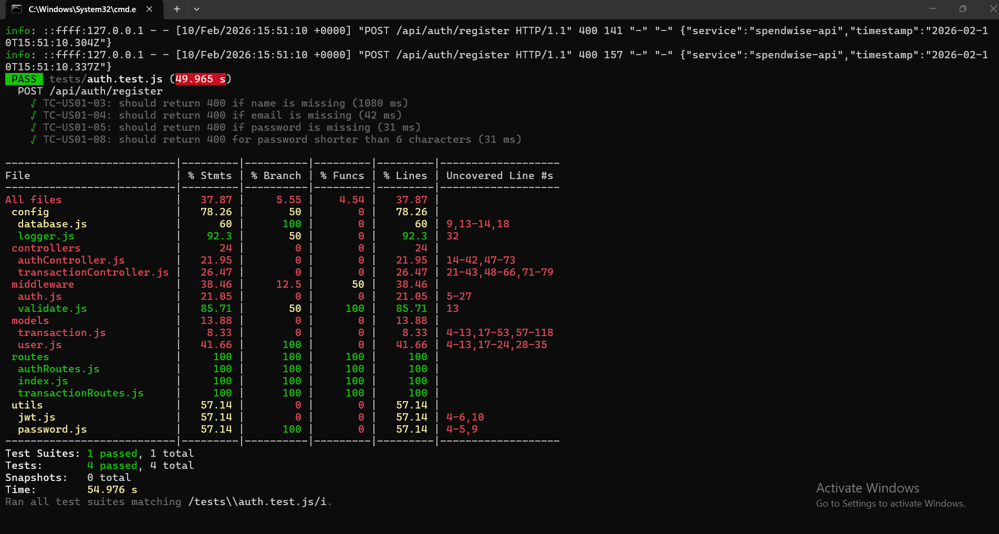 C:\Windows\System32\cmd.e
info: ::ffff:127.0.0.1 - - [10/Feb/2026:15:51:10 +0000] "POST /api/auth/register HTTP/1.1" 400 141 "-" "-" {"service":"spendwise-api","timestamp":"2026-02-1
0T15:51:10.304Z"}
info: ::ffff:127.0.0.1 - - [10/Feb/2026:15:51:10 +0000] "POST /api/auth/register HTTP/1.1" 400 157 "-" "-" {"service":"spendwise-api","timestamp":"2026-02-1
0T15:51:10.337Z"}
PASS tests/auth.test.js (49.965 s)
  POST /api/auth/register
    √ TC-US01-03: should return 400 if name is missing (1080 ms)
    √ TC-US01-04: should return 400 if email is missing (42 ms)
    √ TC-US01-05: should return 400 if password is missing (31 ms)
    √ TC-US01-08: should return 400 for password shorter than 6 characters (31 ms)
---------------------------|---------|----------|---------|---------|-------------------
File                       | % Stmts | % Branch | % Funcs | % Lines | Uncovered Line #s
---------------------------|---------|----------|---------|---------|-------------------
All files                  |   37.87 |     5.55 |    4.54 |   37.87 |
 config                    |   78.26 |       50 |       0 |   78.26 |
  database.js              |      60 |      100 |       0 |      60 | 9,13-14,18
  logger.js                |    92.3 |       50 |       0 |    92.3 | 32
 controllers               |      24 |        0 |       0 |      24 |
  authController.js        |   21.95 |        0 |       0 |   21.95 | 14-42,47-73
  transactionController.js |   26.47 |        0 |       0 |   26.47 | 21-43,48-66,71-79
 middleware                |   38.46 |     12.5 |      50 |   38.46 |
  auth.js                  |   21.05 |        0 |       0 |   21.05 | 5-27
  validate.js              |   85.71 |       50 |     100 |   85.71 | 13
 models                    |   13.88 |        0 |       0 |   13.88 |
  transaction.js           |    8.33 |        0 |       0 |    8.33 | 4-13,17-53,57-118
  user.js                  |   41.66 |      100 |       0 |   41.66 | 4-13,17-24,28-35
 routes                    |     100 |      100 |     100 |     100 |
  authRoutes.js            |     100 |      100 |     100 |     100 |
  index.js                 |     100 |      100 |     100 |     100 |
  transactionRoutes.js     |     100 |      100 |     100 |     100 |
 utils                     |   57.14 |        0 |       0 |   57.14 |
  jwt.js                   |   57.14 |        0 |       0 |   57.14 | 4-6,10
  password.js              |   57.14 |      100 |       0 |   57.14 | 4-5,9
---------------------------|---------|----------|---------|---------|-------------------
Test Suites: 1 passed, 1 total
Tests:       4 passed, 4 total
Snapshots:   0 total
Time:        54.976 s
Ran all test suites matching /tests\\auth.test.js/i.
Activate Windows
Go to Settings to activate Windows.